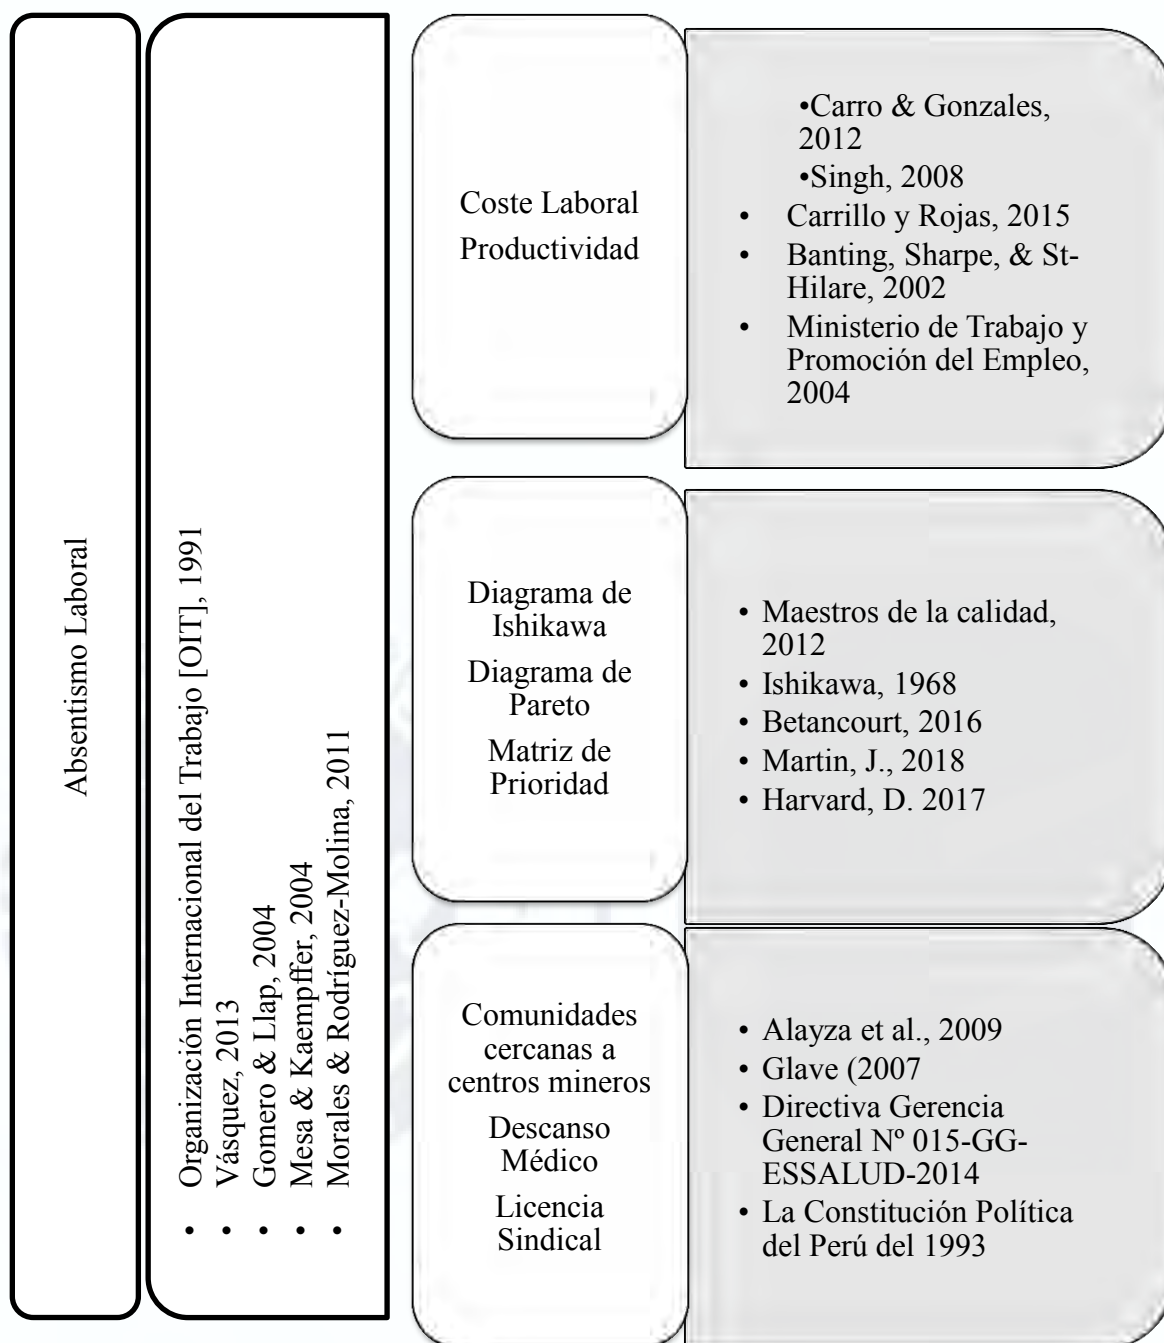 Absentismo Laboral
• Organización Internacional del Trabajo [OIT], 1991
• Vásquez, 2013
• Gomero & Llap, 2004
• Mesa & Kaempffer, 2004
• Morales & Rodríguez-Molina, 2011
Coste Laboral
Productividad
•Carro & Gonzales,
2012
•Singh, 2008
• Carrillo y Rojas, 2015
• Banting, Sharpe, & St-
Hilare, 2002
• Ministerio de Trabajo y
Promoción del Empleo,
2004
Diagrama de
Ishikawa
Diagrama de
Pareto
Matriz de
Prioridad
• Maestros de la calidad,
2012
• Ishikawa, 1968
• Betancourt, 2016
• Martin, J., 2018
• Harvard, D. 2017
Comunidades
cercanas a
centros mineros
Descanso
Médico
Licencia
Sindical
• Alayza et al., 2009
• Glave (2007
• Directiva Gerencia
General Nº 015-GG-
ESSALUD-2014
• La Constitución Política
del Perú del 1993